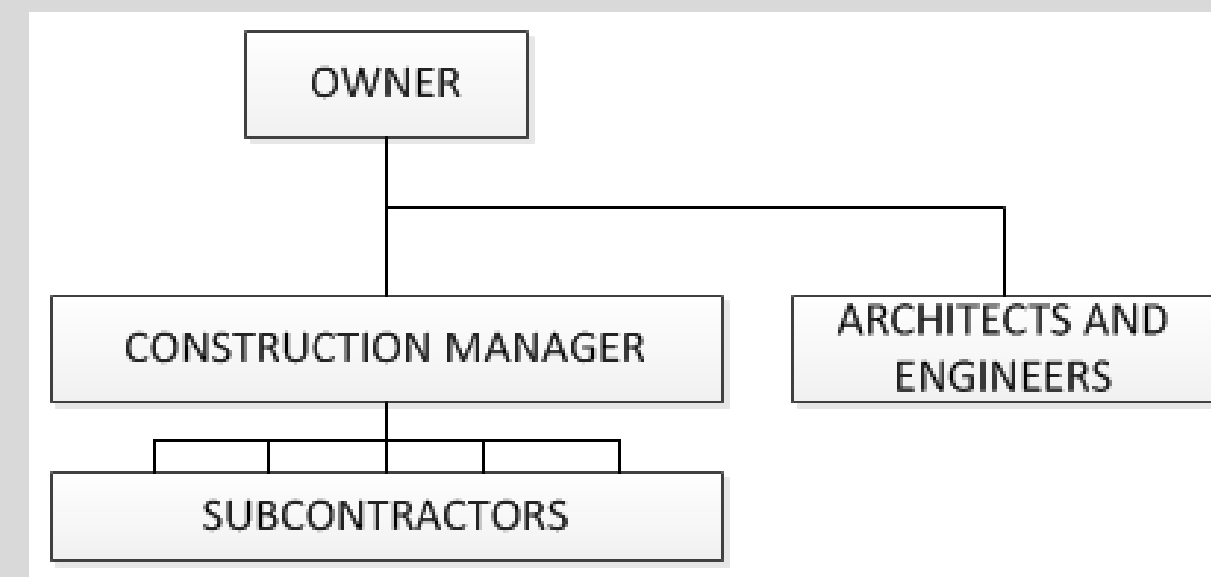 OWNER
CONSTRUCTION MANAGER
ARCHITECTS AND
ENGINEERS
SUBCONTRACTORS